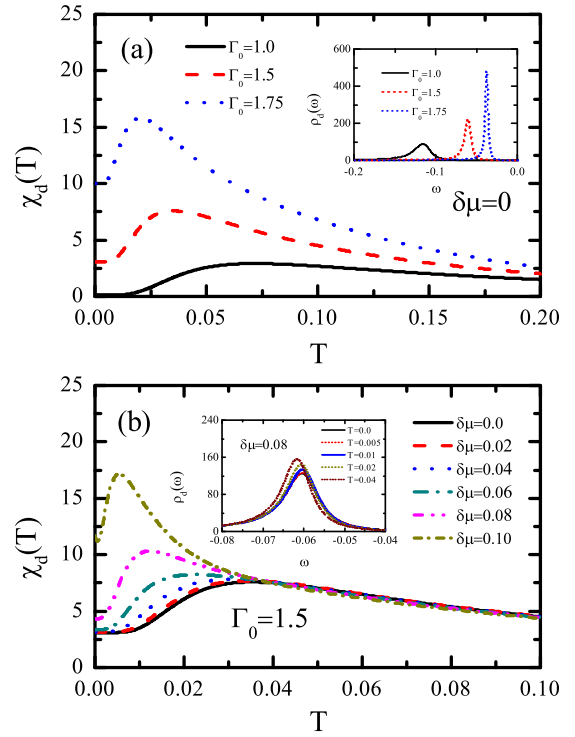 (a)
Γ₀=1.0
Γ₀=1.5
Γ₀=1.75
25
20
15
10
5
0
χ_d(T)
0.00 0.05 0.10 0.15 0.20
T
600
400
200
0
ρ_d(ω)
Γ₀=1.0
Γ₀=1.5
Γ₀=1.75
-0.2 -0.1 0.0
ω
δμ=0
(b)
25
20
15
10
5
0
χ_d(T)
0.00 0.02 0.04 0.06 0.08 0.10
T
240
160
80
0
ρ_d(ω)
δμ=0.08
T=0.0
T=0.005
T=0.01
T=0.02
T=0.04
-0.08 -0.07 -0.06 -0.05 -0.04
ω
δμ=0.0
δμ=0.02
δμ=0.04
δμ=0.06
δμ=0.08
δμ=0.10
Γ₀=1.5